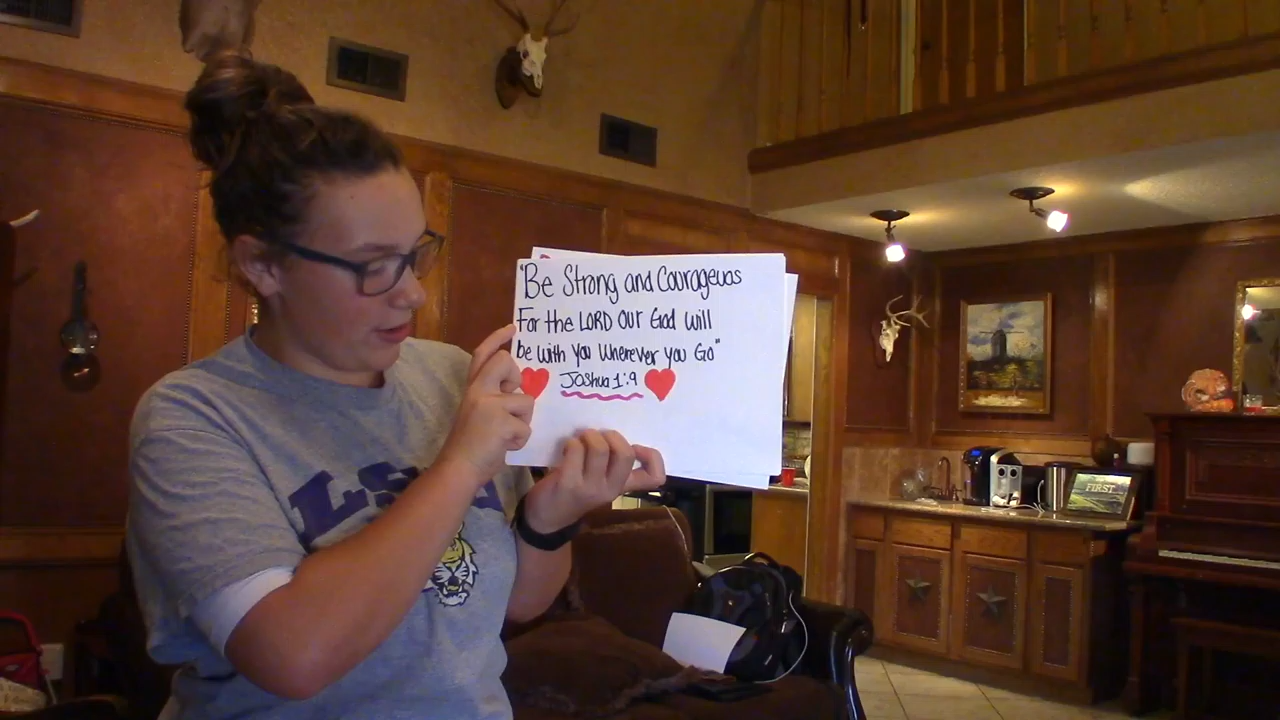 "Be Strong and Courageuos
For the LORD Our God Will
be With You Wherever you Go"
Joshua 1:9
LSU
FIRST